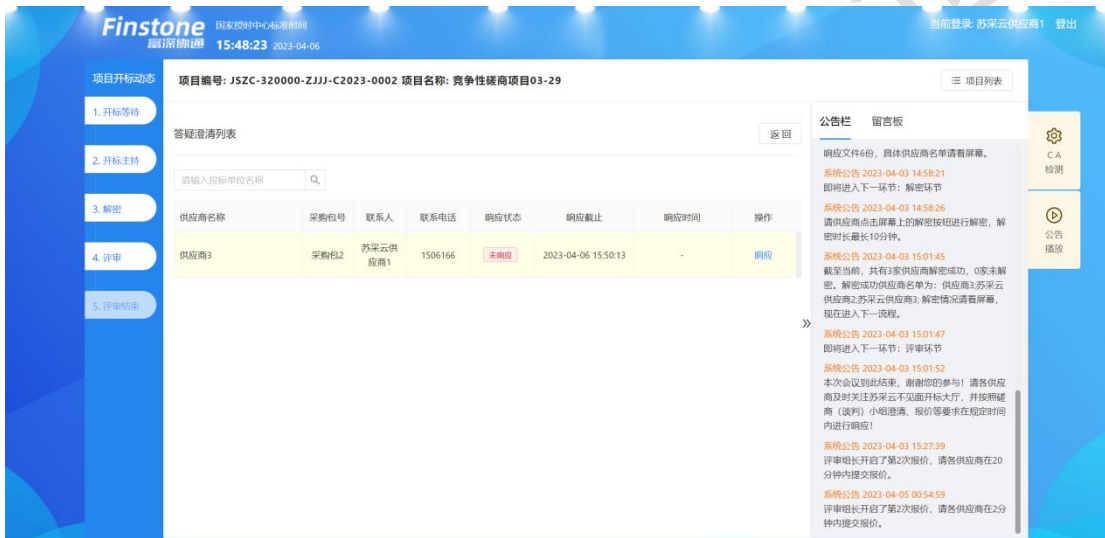 Finstone 国家授时中心标准时间
富深协通 15:48:23 2023-04-06
当前登录: 苏采云供应商1 登出
项目开标动态
1. 开标等待
2. 开标主持
3. 解密
4. 评审
5. 评审结束
项目编号: JSZC-320000-ZJJJ-C2023-0002 项目名称: 竞争性磋商项目03-29
项目列表
答疑澄清列表
返 回
请输入投标单位名称
供应商名称 采购包号 联系人 联系电话 响应状态 响应截止 响应时间 操作
供应商3 采购包2 苏采云供应商1 1506166 未响应 2023-04-06 15:50:13 - 响应
»
公告栏 留言板
响应文件6份，具体供应商名单请看屏幕。
系统公告 2023-04-03 14:58:21
即将进入下一环节：解密环节
系统公告 2023-04-03 14:58:26
请供应商点击屏幕上的解密按钮进行解密，解
密时长最长10分钟。
系统公告 2023-04-03 15:01:45
截至当前，共有3家供应商解密成功，0家未解
密。解密成功供应商名单为：供应商3;苏采云
供应商2;苏采云供应商3; 解密情况请看屏幕，
现在进入下一流程。
系统公告 2023-04-03 15:01:47
即将进入下一环节：评审环节
系统公告 2023-04-03 15:01:52
本次会议到此结束，谢谢您的参与！请各供应
商及时关注苏采云不见面开标大厅，并按照磋
商（谈判）小组澄清、报价等要求在规定时间
内进行响应！
系统公告 2023-04-03 15:27:39
评审组长开启了第2次报价，请各供应商在20
分钟内提交报价。
系统公告 2023-04-05 00:54:59
评审组长开启了第2次报价，请各供应商在2分
钟内提交报价。
CA
检测
公告
播放